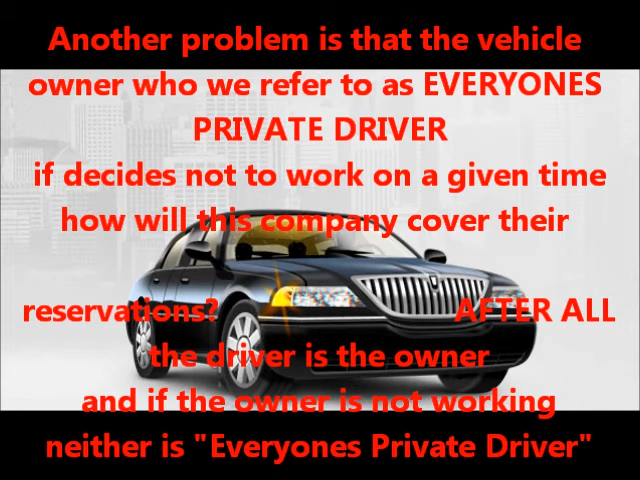 Another problem is that the vehicle
owner who we refer to as EVERYONES
PRIVATE DRIVER
if decides not to work on a given time
how will this company cover their
reservations? AFTER ALL
the driver is the owner
and if the owner is not working
neither is "Everyones Private Driver"